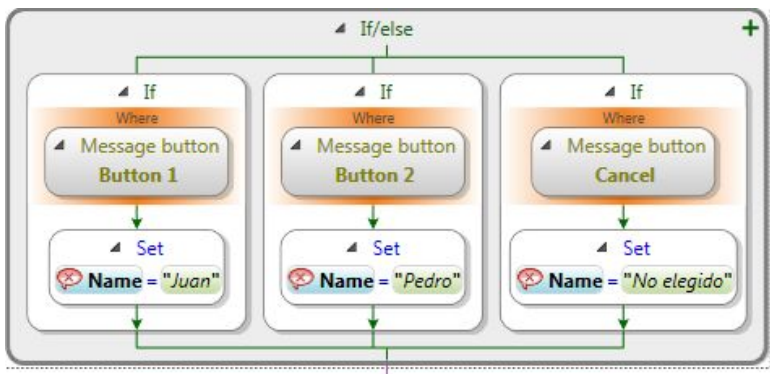 If/else
If
Where
Message button
Button 1
Set
Name = "Juan"
If
Where
Message button
Button 2
Set
Name = "Pedro"
If
Where
Message button
Cancel
Set
Name = "No elegido"